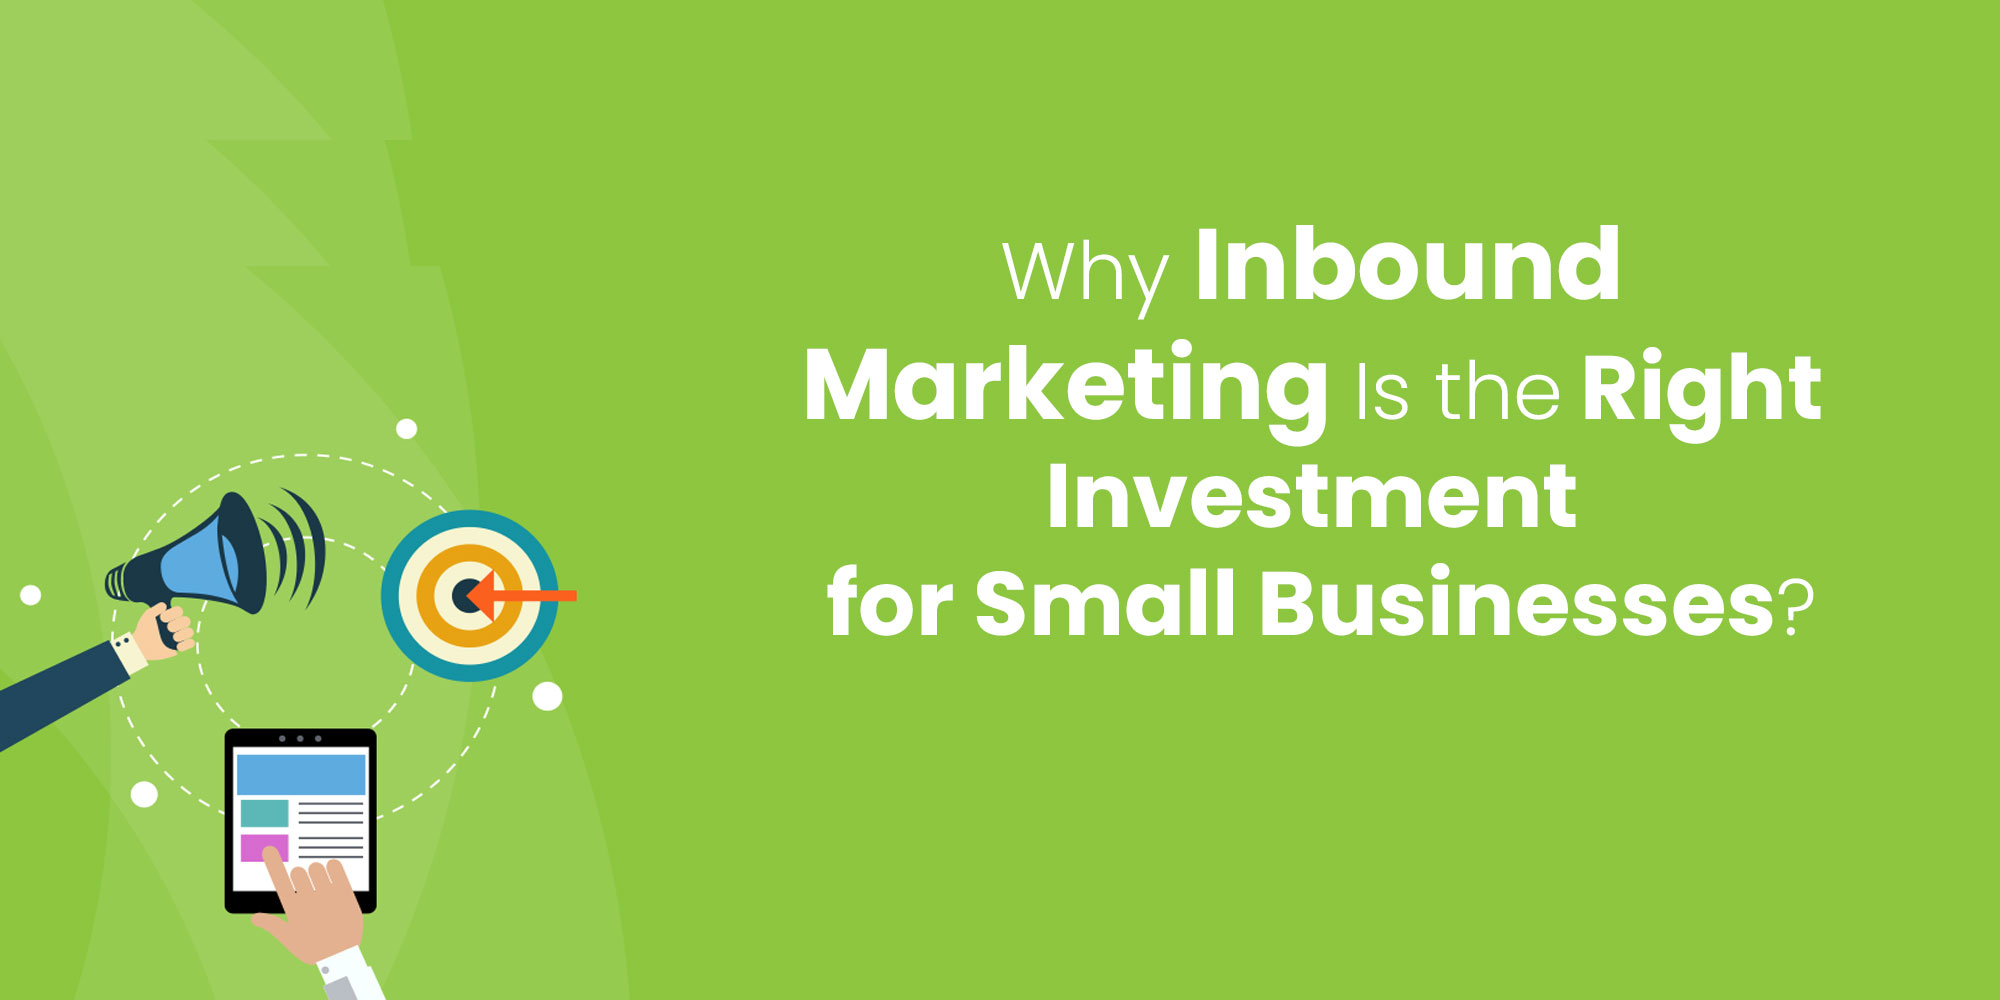 Why Inbound
Marketing Is the Right
Investment
for Small Businesses?